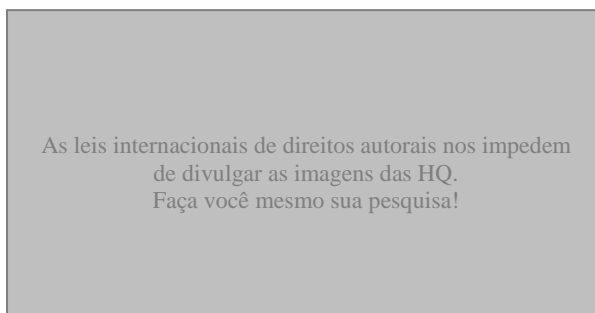 As leis internacionais de direitos autorais nos impedem
de divulgar as imagens das HQ.
Faça você mesmo sua pesquisa!